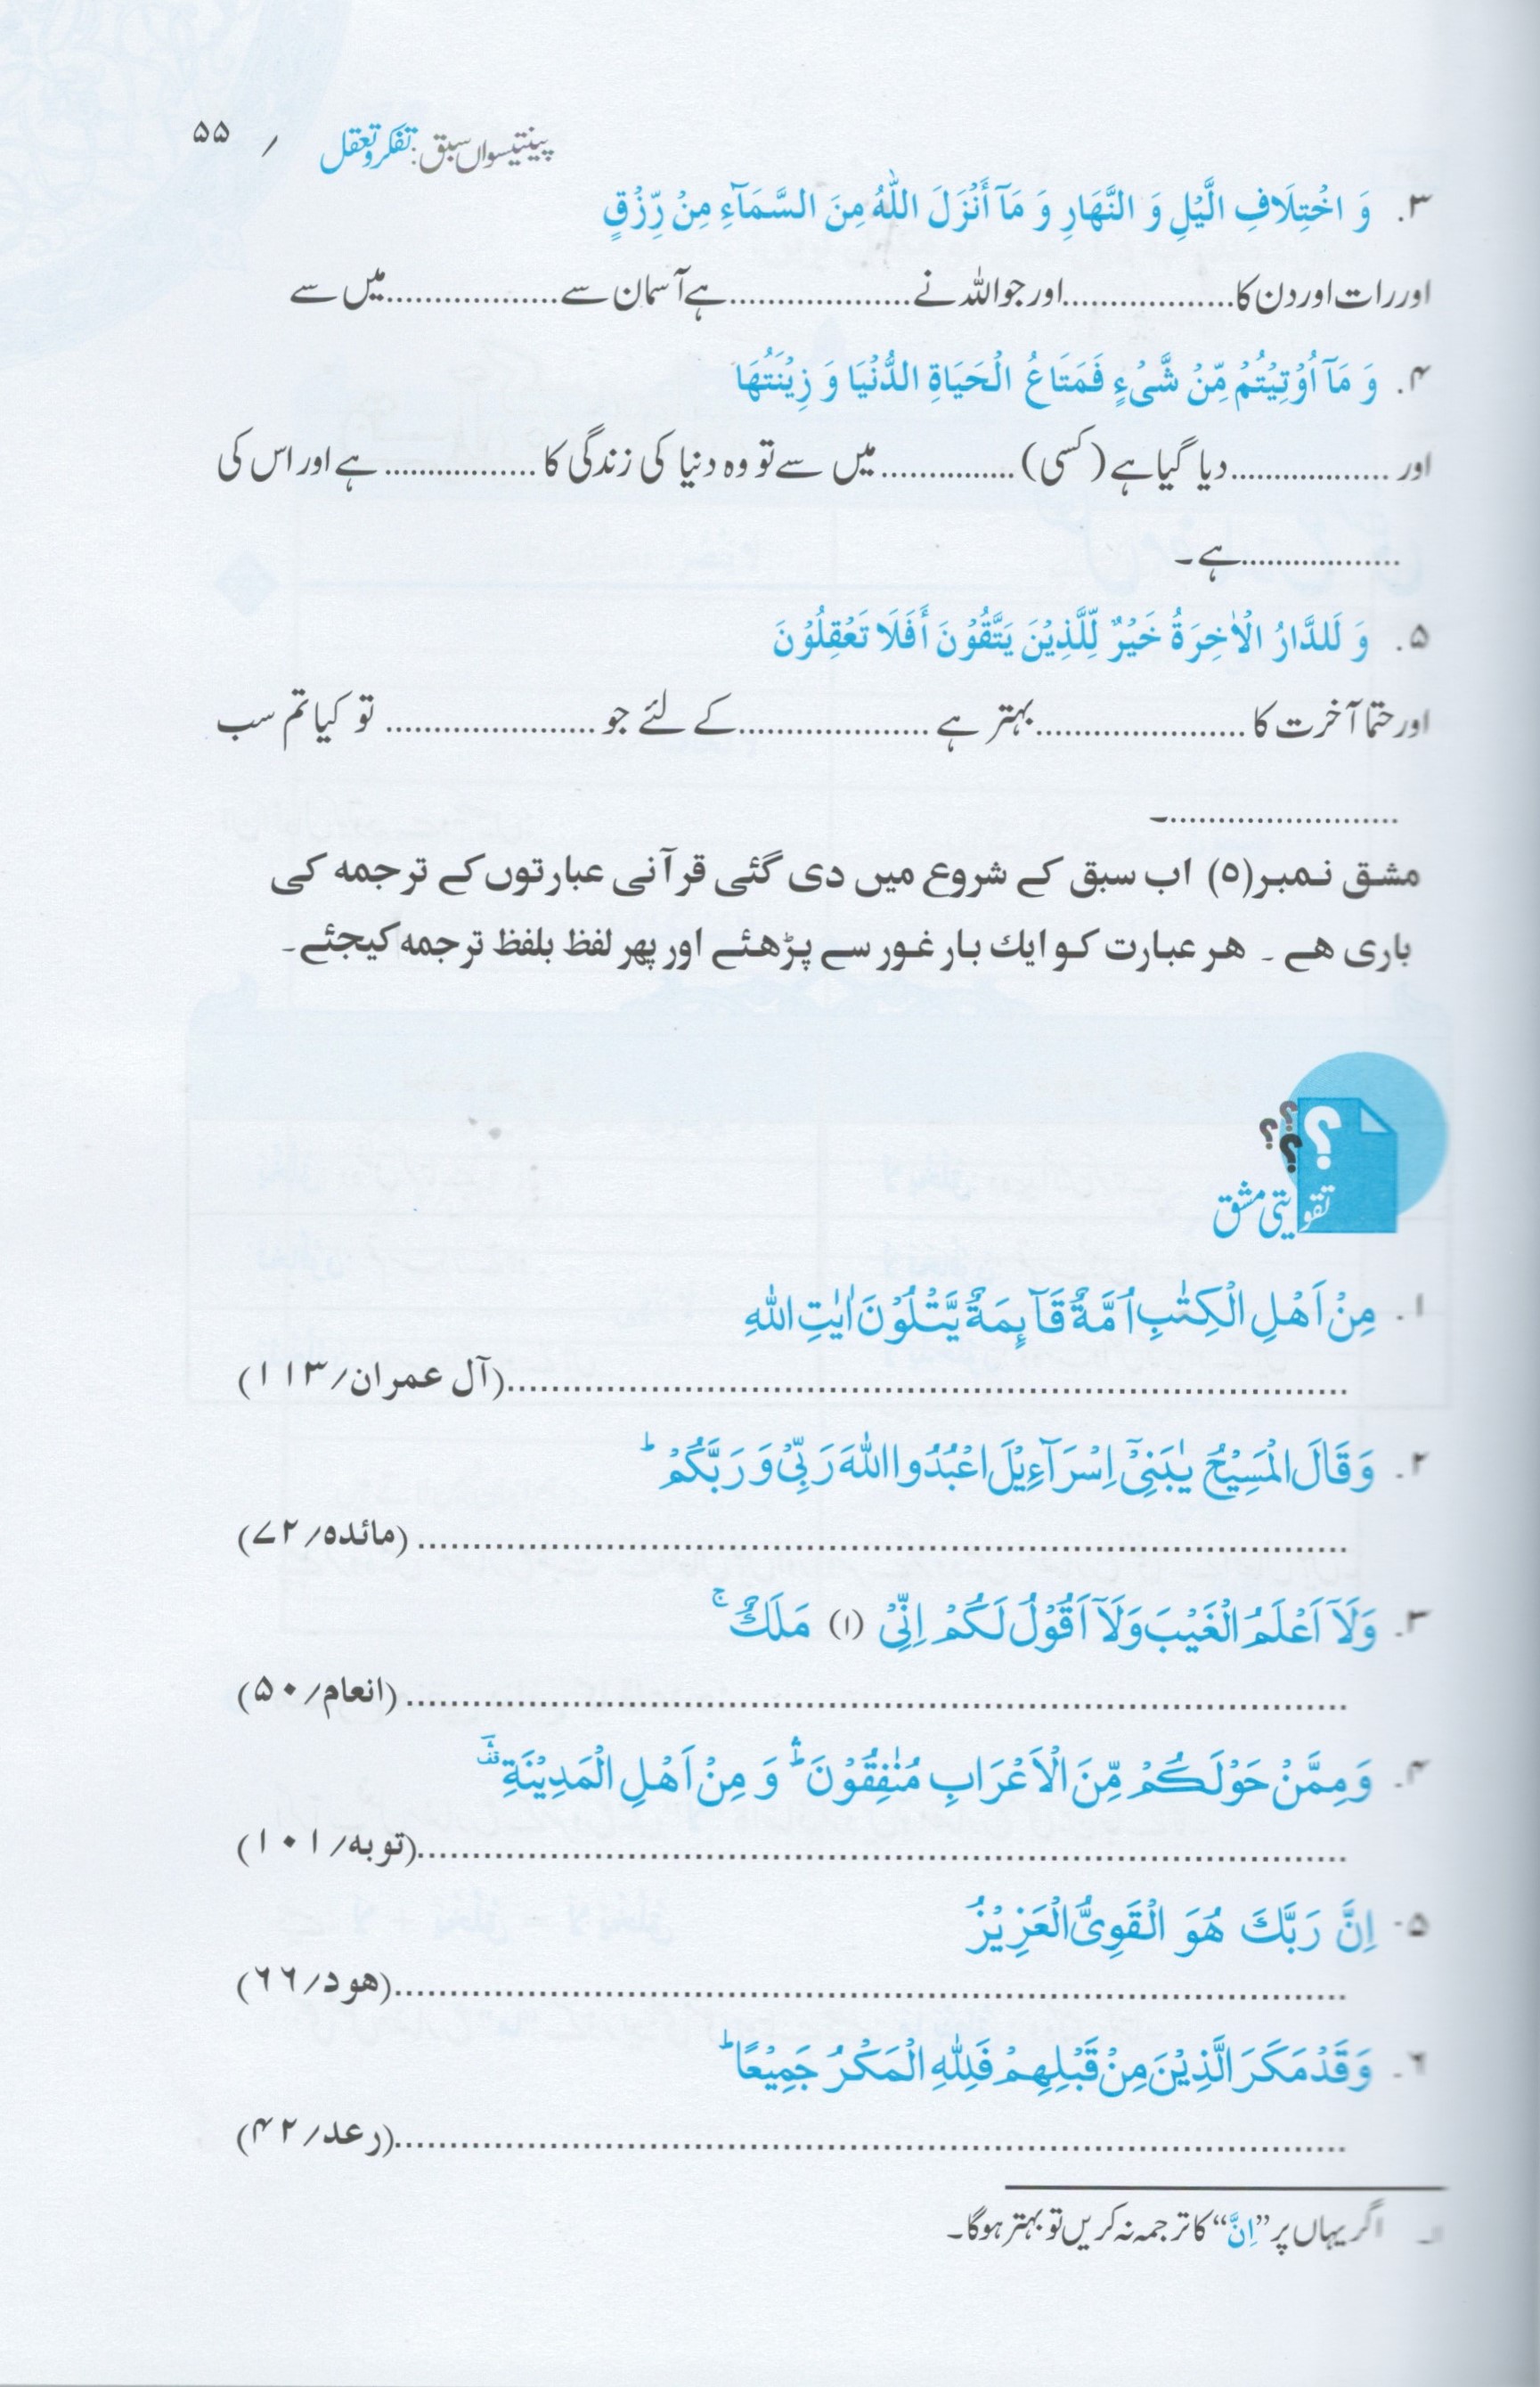 پینتیسواں سبق: تفکر و تعقل / ۵۵
۳. وَ اخْتِلَافِ الَّيْلِ وَ النَّهَارِ وَ مَآ أَنْزَلَ اللّٰهُ مِنَ السَّمَآءِ مِنْ رِّزْقٍ
اور رات اور دن کا..................اور جو اللہ نے ..................ہے آسمان سے..................میں سے
۴. وَ مَآ اُوْتِيْتُمْ مِّنْ شَّىْءٍ فَمَتَاعُ الْحَيَاةِ الدُّنْيَا وَ زِيْنَتُهَا
اور ..................دیا گیا ہے (کسی) ..............میں سے تو وہ دنیا کی زندگی کا ................ ہے اور اس کی
..................ہے۔
۵. وَ لَلدَّارُ الْاٰخِرَةُ خَيْرٌ لِّلَّذِيْنَ يَتَّقُوْنَ أَفَلَا تَعْقِلُوْنَ
اور حتماً آخرت کا ......................بہتر ہے ....................کے لئے جو ...................... تو کیا تم سب
........................۔
مشق نمبر(۵) اب سبق کے شروع میں دی گئی قرآنی عبارتوں کے ترجمہ کی
باری ھے ۔ ھر عبارت کو ایك بار غور سے پڑھئے اور پھر لفظ بلفظ ترجمہ کیجئے۔
؟ ؟ ؟ ؟
تقویتی مشق
۱. مِنْ اَهْلِ الْكِتٰبِ اُمَّةٌ قَآئِمَةٌ يَّتْلُوْنَ اٰيٰتِ اللّٰهِ
................................................................(آل عمران/۱۱۳)
۲. وَ قَالَ الْمَسِيْحُ يٰبَنِىْٓ اِسْرَآءِيْلَ اعْبُدُوا اللّٰهَ رَبِّىْ وَ رَبَّكُمْ ؕ
................................................................ (مائدہ/۷۲)
۳. وَلَآ اَعْلَمُ الْغَيْبَ وَلَآ اَقُوْلُ لَكُمْ اِنِّىْ (۱) مَلَكٌ ۚ
................................................................ (انعام/۵۰)
۴. وَ مِمَّنْ حَوْلَكُمْ مِّنَ الْاَعْرَابِ مُنٰفِقُوْنَ ۛؕ وَ مِنْ اَهْلِ الْمَدِيْنَةِ ۛؔ
................................................................(توبہ/۱۰۱)
۵- اِنَّ رَبَّكَ هُوَ الْقَوِىُّ الْعَزِيْزُ
................................................................(هود/۶۶)
۶. وَ قَدْ مَكَرَ الَّذِيْنَ مِنْ قَبْلِهِمْ فَلِلّٰهِ الْمَكْرُ جَمِيْعًا ؕ
................................................................(رعد/۴۲)
۱۔ اگر یہاں پر ”اِنَّ“ کا ترجمہ نہ کریں تو بہتر ہوگا۔